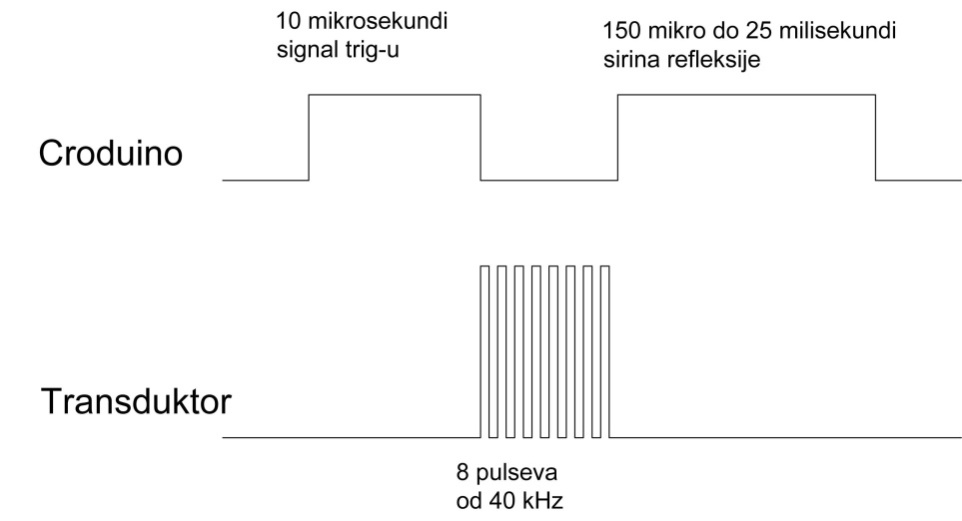 10 mikrosekundi
signal trig-u
150 mikro do 25 milisekundi
sirina refleksije
Croduino
Transduktor
8 pulseva
od 40 kHz